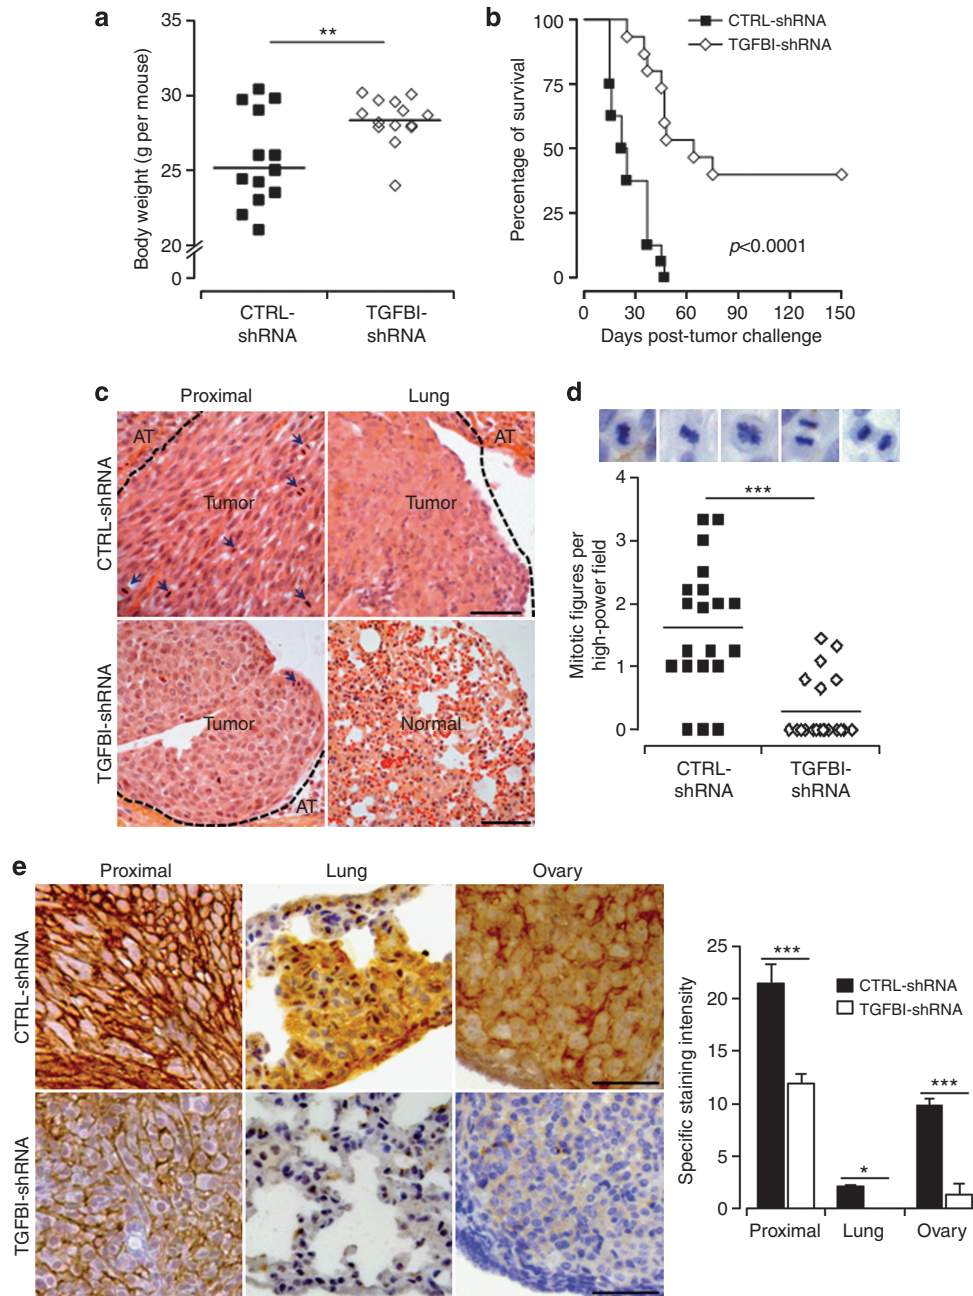 a
35
30
25
20
0
Body weight (g per mouse)
**
CTRL-
shRNA
TGFBI-
shRNA
b
100
75
50
25
0
Percentage of survival
CTRL-shRNA
TGFBI-shRNA
p<0.0001
0 30 60 90 120 150
Days post-tumor challenge
c
Proximal
Lung
CTRL-shRNA
AT
Tumor
AT
Tumor
TGFBI-shRNA
Tumor
AT
Normal
d
4
3
2
1
0
Mitotic figures per
high-power field
***
CTRL-
shRNA
TGFBI-
shRNA
e
Proximal
Lung
Ovary
CTRL-shRNA
TGFBI-shRNA
25
20
15
10
5
0
Specific staining intensity
***
CTRL-shRNA
TGFBI-shRNA
***
*
Proximal
Lung
Ovary